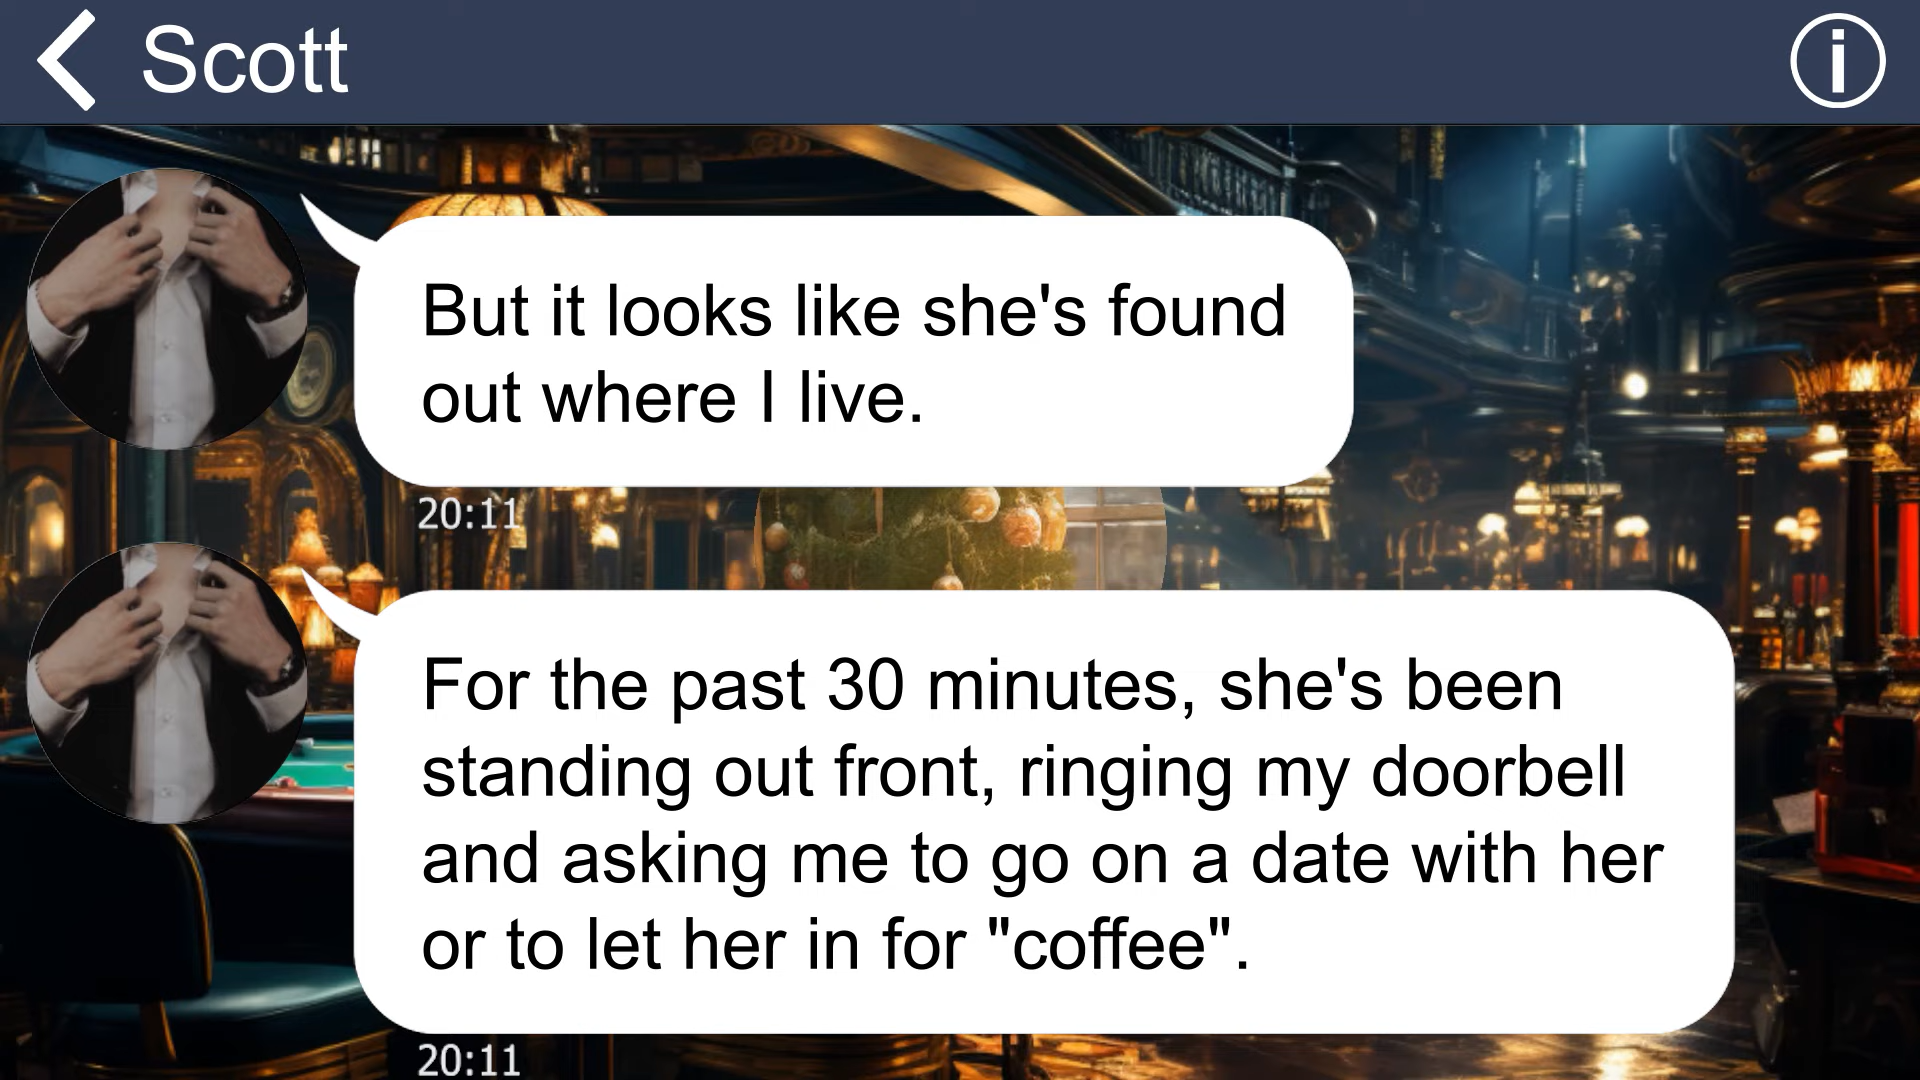 Scott
But it looks like she's found
out where I live.
20:11
For the past 30 minutes, she's been
standing out front, ringing my doorbell
and asking me to go on a date with her
or to let her in for "coffee".
20:11